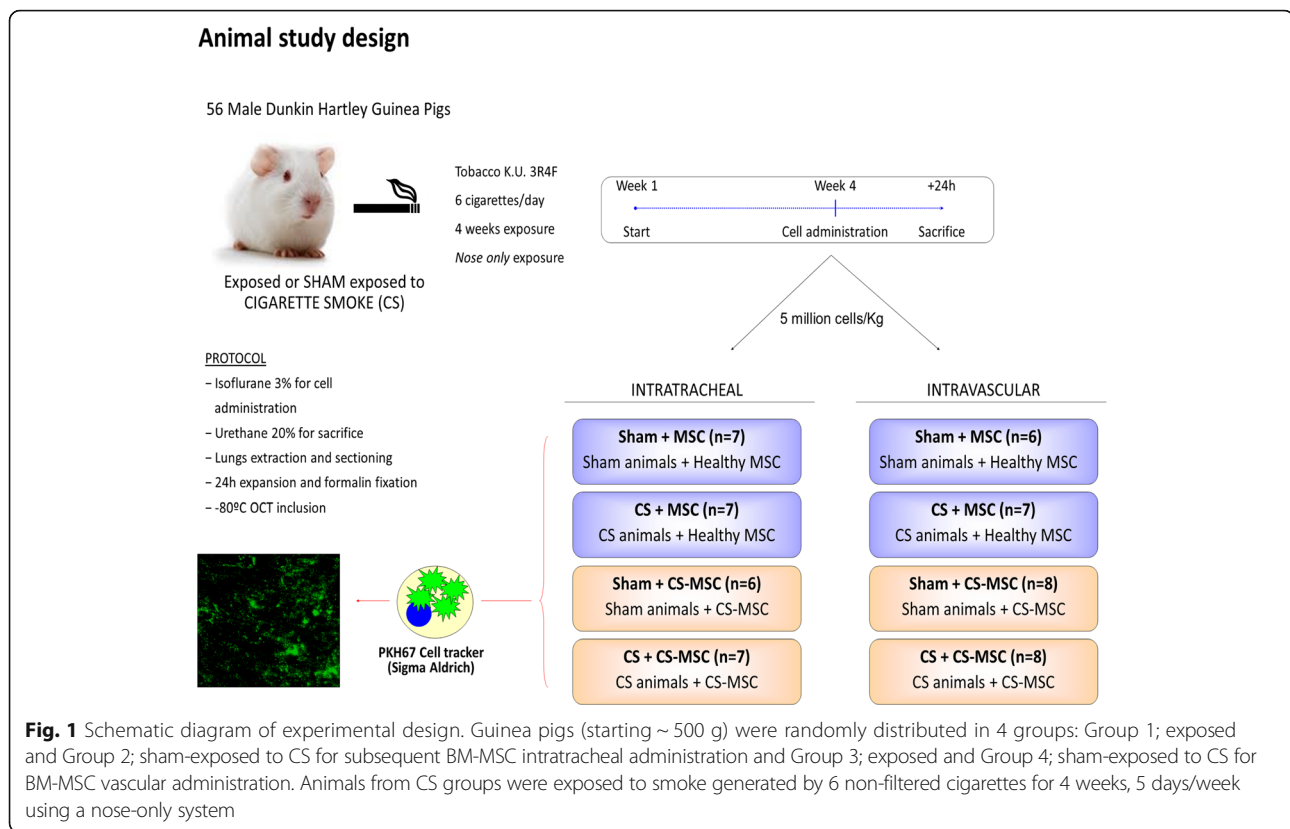 Animal study design
56 Male Dunkin Hartley Guinea Pigs
Tobacco K.U. 3R4F
6 cigarettes/day
4 weeks exposure
Nose only exposure
Exposed or SHAM exposed to
CIGARETTE SMOKE (CS)
Week 1 Week 4 +24h
Start Cell administration Sacrifice
5 million cells/Kg
PROTOCOL
– Isoflurane 3% for cell
administration
– Urethane 20% for sacrifice
– Lungs extraction and sectioning
– 24h expansion and formalin fixation
– -80ºC OCT inclusion
PKH67 Cell tracker
(Sigma Aldrich)
INTRATRACHEAL
Sham + MSC (n=7)
Sham animals + Healthy MSC
CS + MSC (n=7)
CS animals + Healthy MSC
Sham + CS-MSC (n=6)
Sham animals + CS-MSC
CS + CS-MSC (n=7)
CS animals + CS-MSC
INTRAVASCULAR
Sham + MSC (n=6)
Sham animals + Healthy MSC
CS + MSC (n=7)
CS animals + Healthy MSC
Sham + CS-MSC (n=8)
Sham animals + CS-MSC
CS + CS-MSC (n=8)
CS animals + CS-MSC
Fig. 1 Schematic diagram of experimental design. Guinea pigs (starting ~ 500 g) were randomly distributed in 4 groups: Group 1; exposed
and Group 2; sham-exposed to CS for subsequent BM-MSC intratracheal administration and Group 3; exposed and Group 4; sham-exposed to CS for
BM-MSC vascular administration. Animals from CS groups were exposed to smoke generated by 6 non-filtered cigarettes for 4 weeks, 5 days/week
using a nose-only system